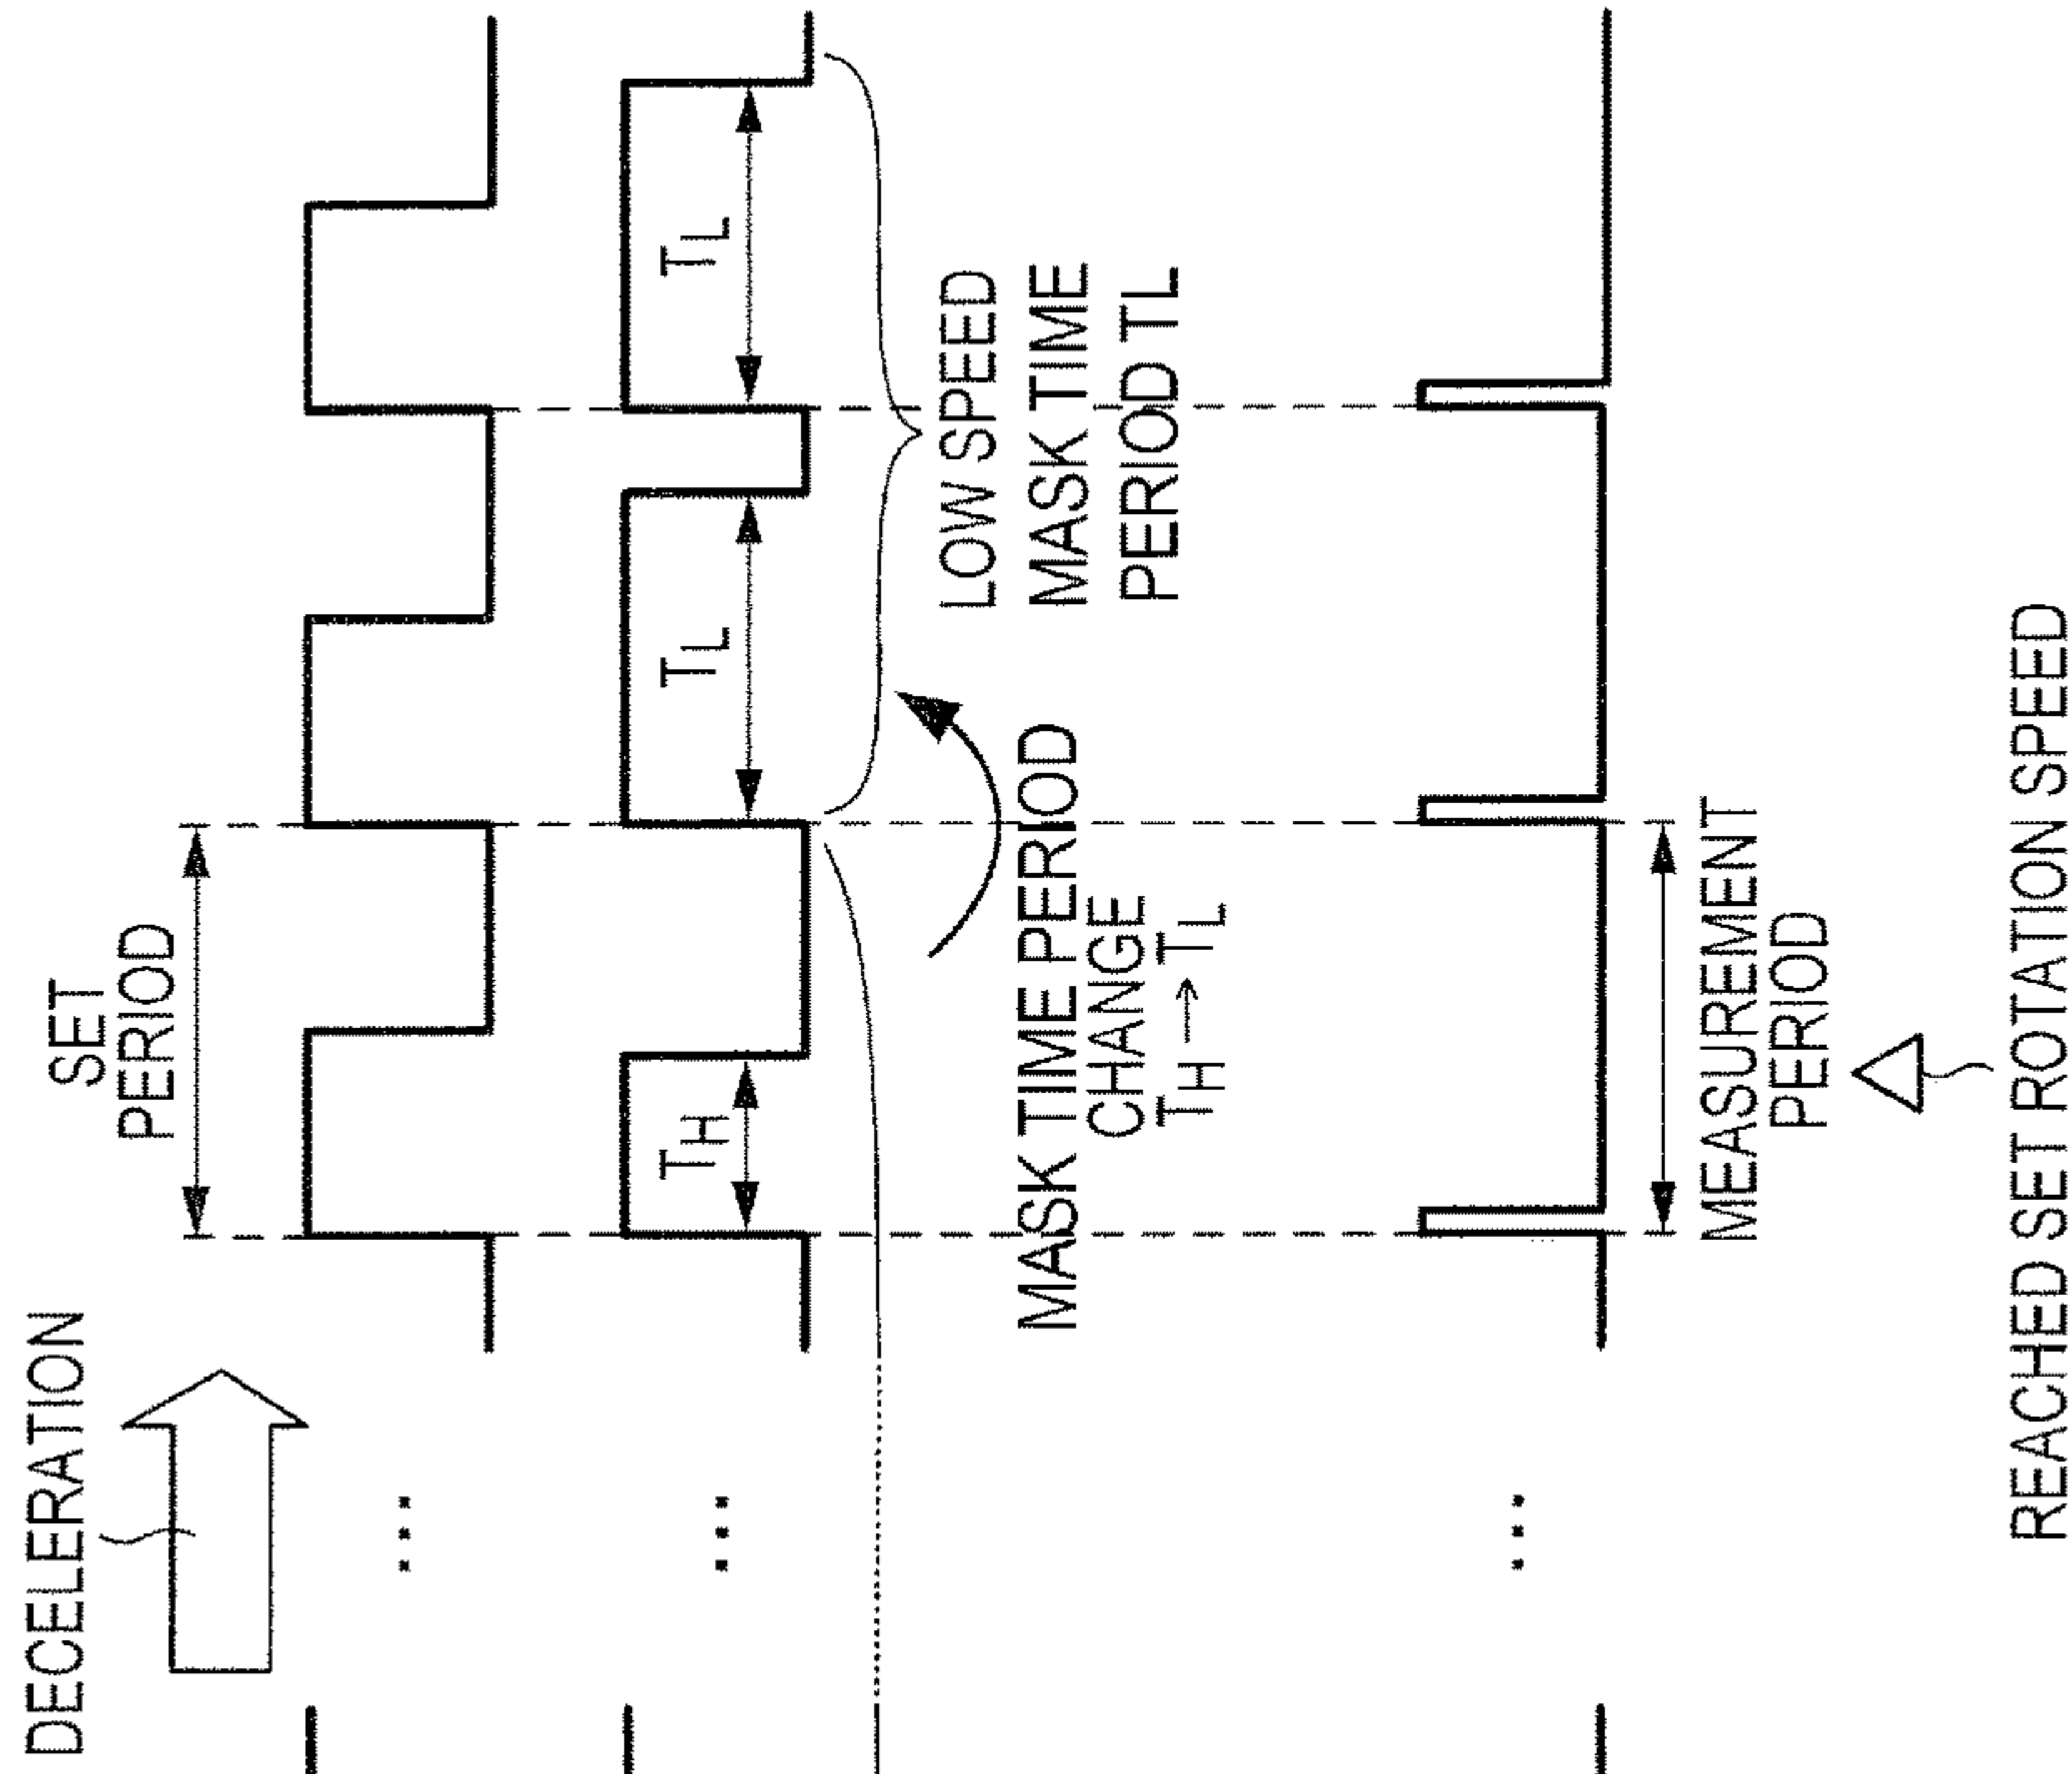 DECELERATION
SET
PERIOD
TH
TL
TL
MASK TIME PERIOD
CHANGE
TH → TL
LOW SPEED
MASK TIME
PERIOD TL
MEASUREMENT
PERIOD
REACHED SET ROTATION SPEED